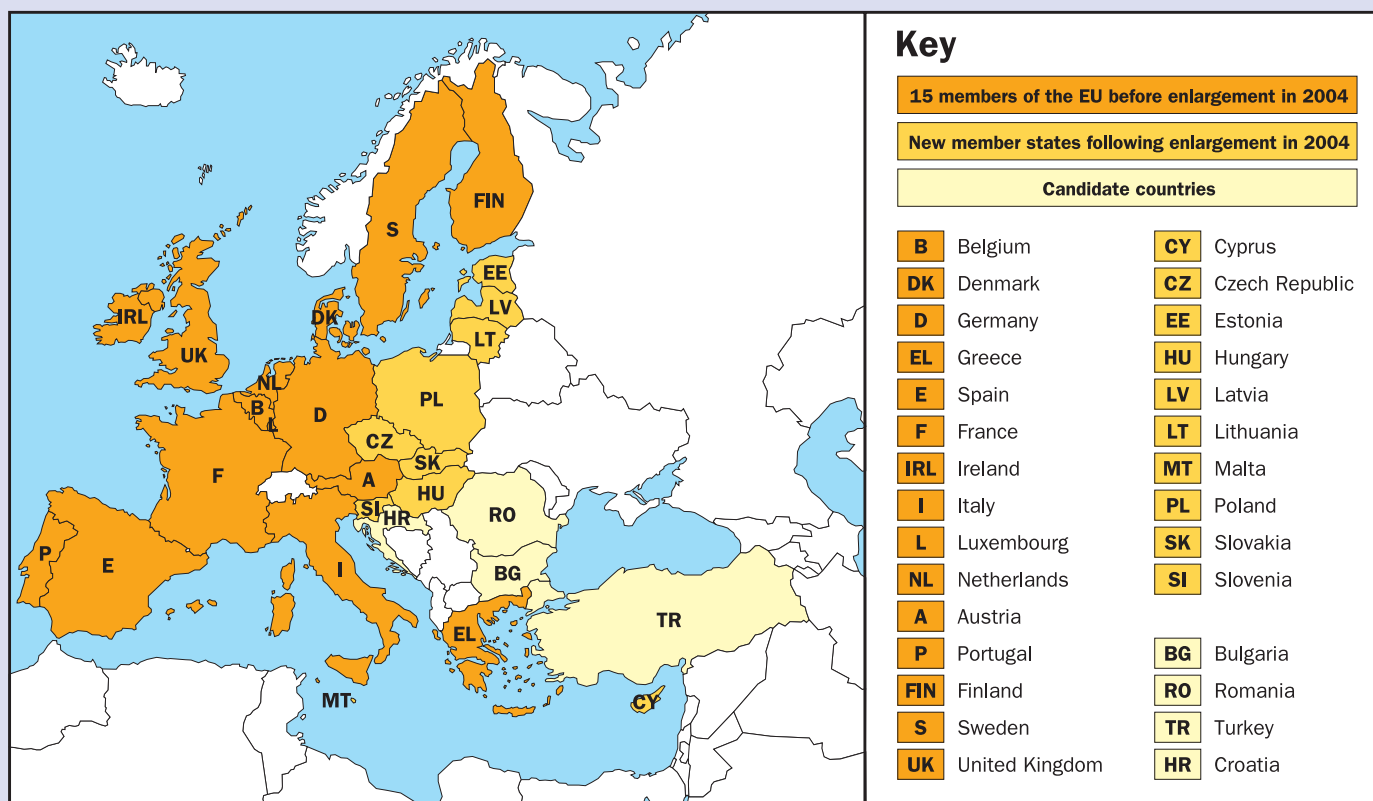 S
FIN
EE
LV
LT
IRL
DK
UK
NL
B
L
D
PL
CZ
SK
F
A
HU
SI
HR
RO
P
E
I
BG
EL
TR
MT
CY
Key
15 members of the EU before enlargement in 2004
New member states following enlargement in 2004
Candidate countries
B Belgium
DK Denmark
D Germany
EL Greece
E Spain
F France
IRL Ireland
I Italy
L Luxembourg
NL Netherlands
A Austria
P Portugal
FIN Finland
S Sweden
UK United Kingdom
CY Cyprus
CZ Czech Republic
EE Estonia
HU Hungary
LV Latvia
LT Lithuania
MT Malta
PL Poland
SK Slovakia
SI Slovenia
BG Bulgaria
RO Romania
TR Turkey
HR Croatia